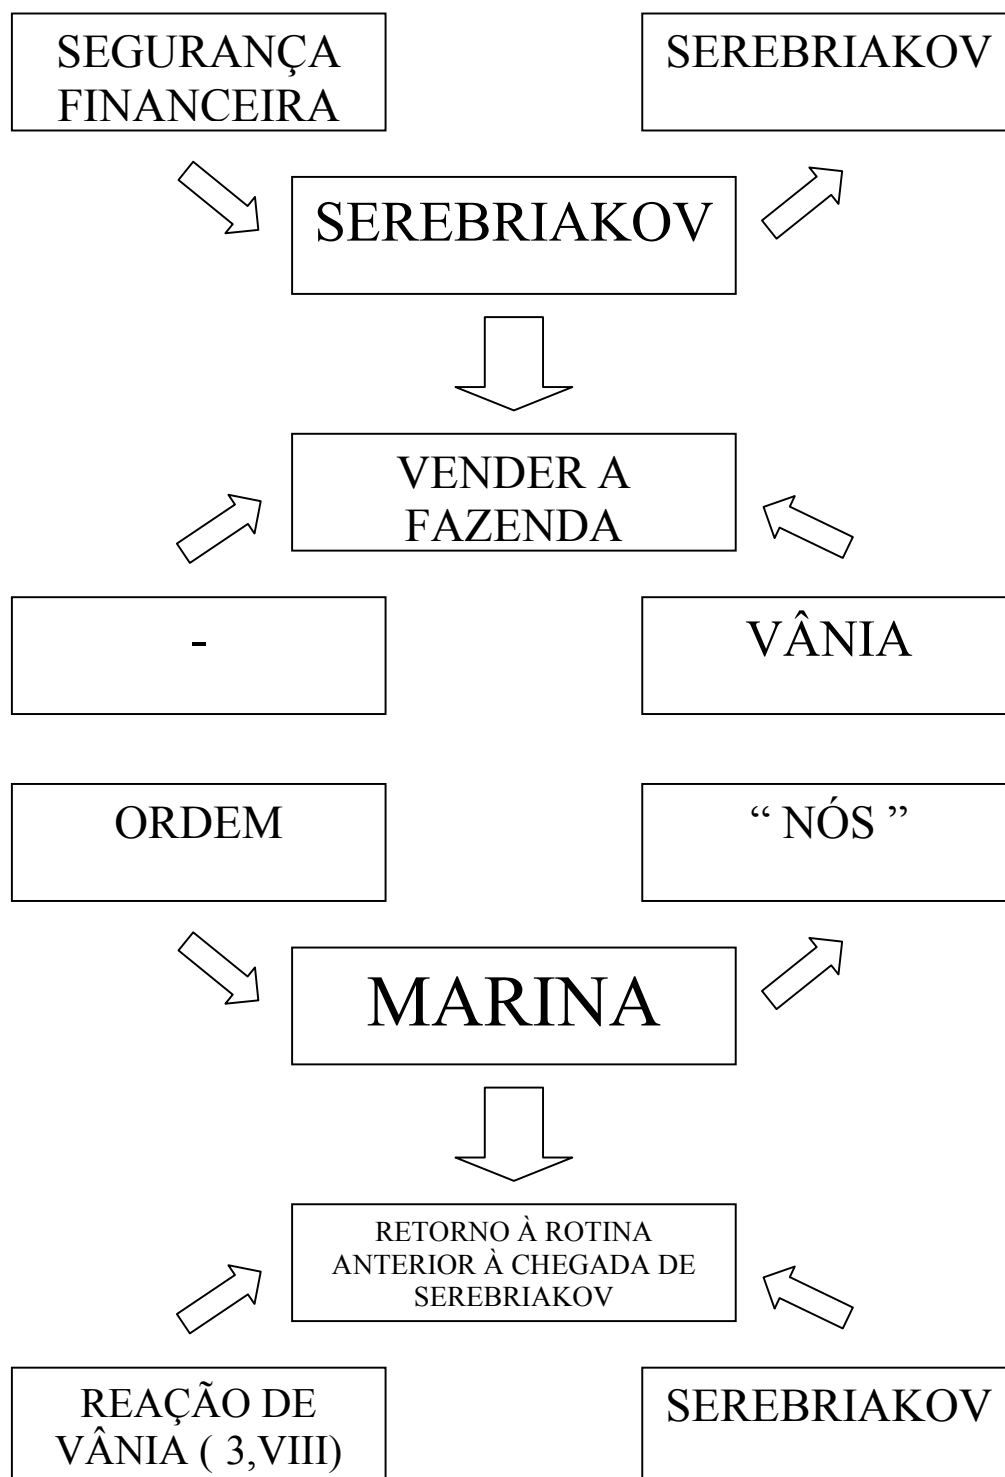 SEGURANÇA
FINANCEIRA
SEREBRIAKOV
SEREBRIAKOV
VENDER A
FAZENDA
-
VÂNIA
ORDEM
“ NÓS ”
MARINA
RETORNO À ROTINA
ANTERIOR À CHEGADA DE
SEREBRIAKOV
REAÇÃO DE
VÂNIA ( 3,VIII)
SEREBRIAKOV